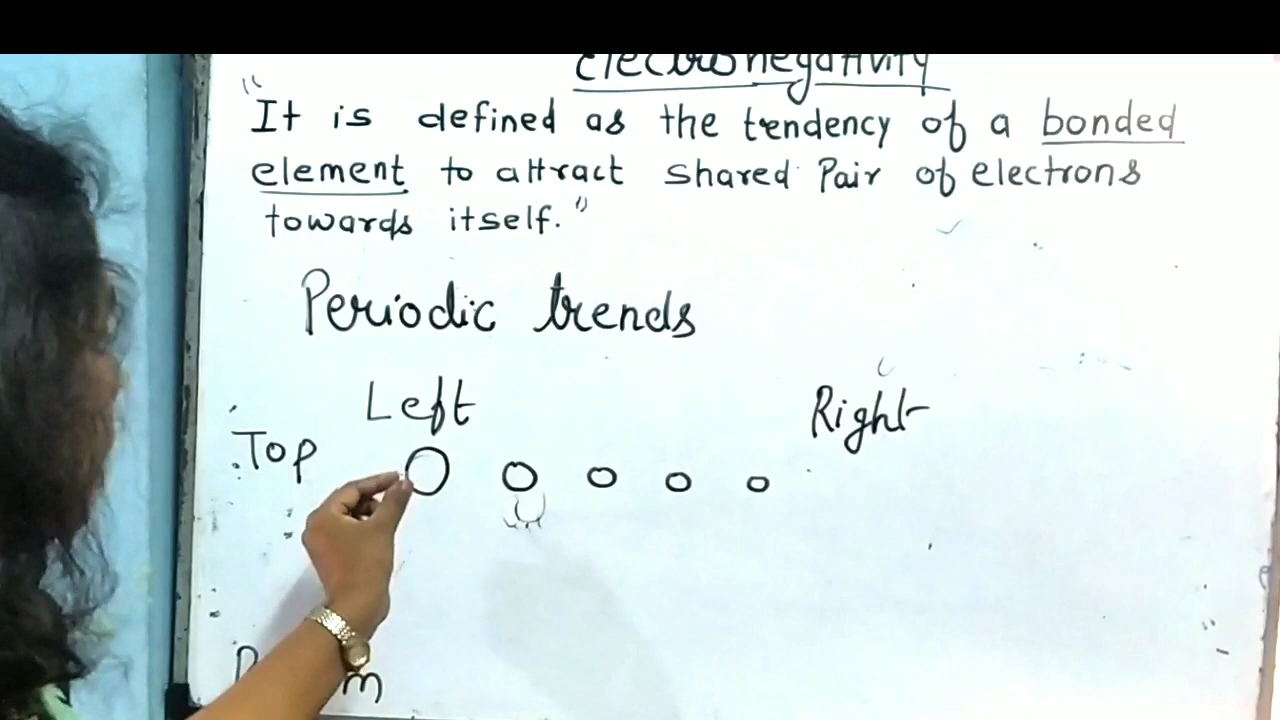 Electronegativity
"It is defined as the tendency of a bonded
element to attract shared Pair of electrons
towards itself."
Periodic trends
Left Right
Top